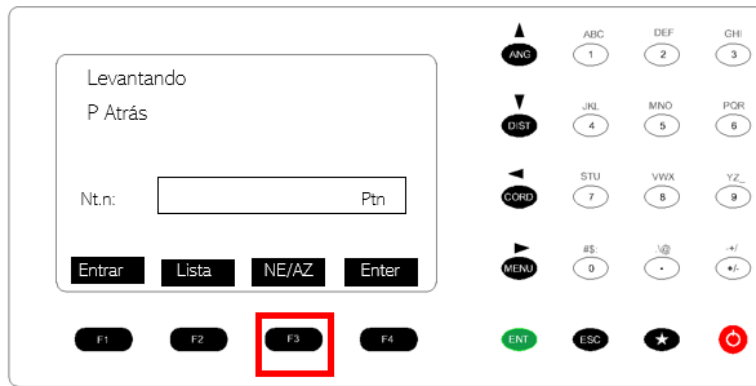 Levantando
P Atrás
Nt.n: Ptn
Entrar Lista NE/AZ Enter
F1 F2 F3 F4
ABC DEF GHI
ANG 1 2 3
JKL MNO PQR
DIST 4 5 6
STU VWX YZ_
CORD 7 8 9
#$: .\@ -+/
MENU 0 • +/-
ENT ESC ★